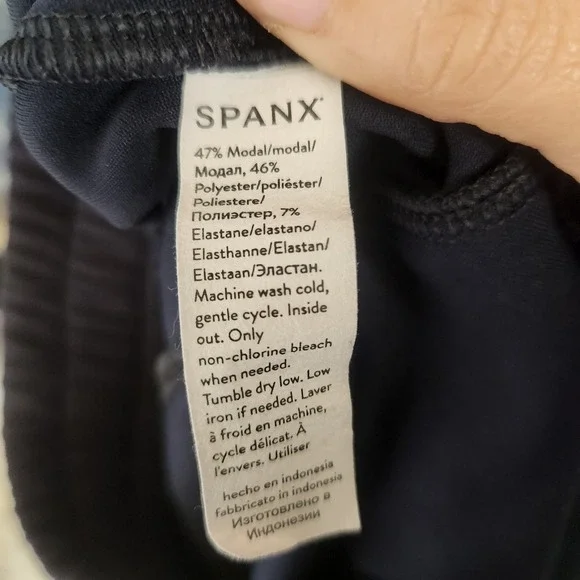 SPANX
47% Modal/modal/
Модал, 46%
Polyester/poliéster/
Poliestere/
Полиэстер, 7%
Elastane/elastano/
Elasthanne/Elastan/
Elastaan/Эластан.
Machine wash cold,
gentle cycle. Inside
out. Only
non-chlorine bleach
when needed.
Tumble dry low. Low
iron if needed. Laver
à froid en machine,
cycle délicat. À
l'envers. Utiliser
hecho en indonesia
fabbricato in indonesia
Изготовлено в
Индонезии